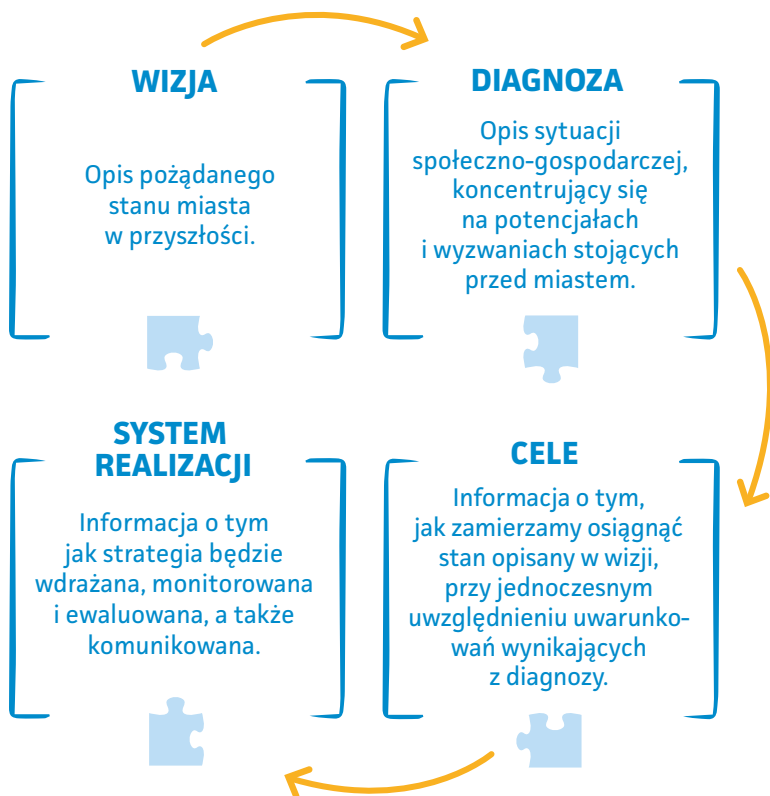 WIZJA
Opis pożądanego
stanu miasta
w przyszłości.
DIAGNOZA
Opis sytuacji
społeczno-gospodarczej,
koncentrujący się
na potencjałach
i wyzwaniach stojących
przed miastem.
CELE
Informacja o tym,
jak zamierzamy osiągnąć
stan opisany w wizji,
przy jednoczesnym
uwzględnieniu uwarunko-
wań wynikających
z diagnozy.
SYSTEM
REALIZACJI
Informacja o tym
jak strategia będzie
wdrażana, monitorowana
i ewaluowana, a także
komunikowana.